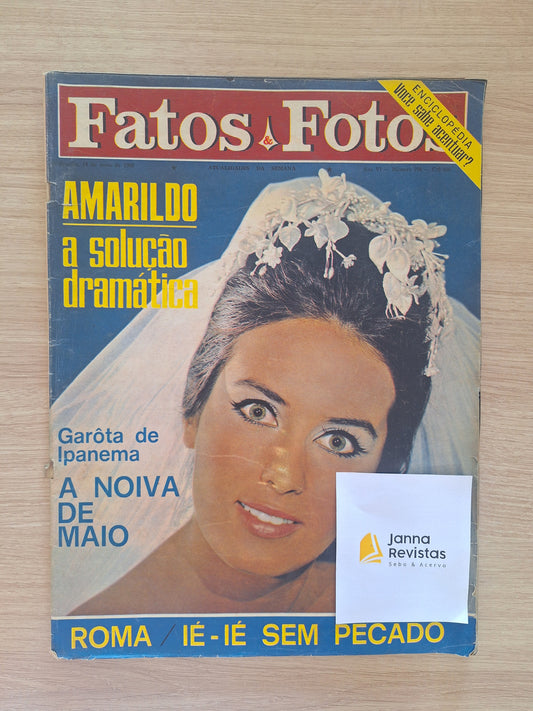 ENCICLOPÉDIA
Você sabe acentuar?
Fatos & Fotos
ATUALIDADES DA SEMANA
AMARILDO
a solução
dramática
Garôta de
Ipanema
A NOIVA
DE
MAIO
Janna
Revistas
Sebo & Acervo
ROMA / IÉ-IÉ SEM PECADO